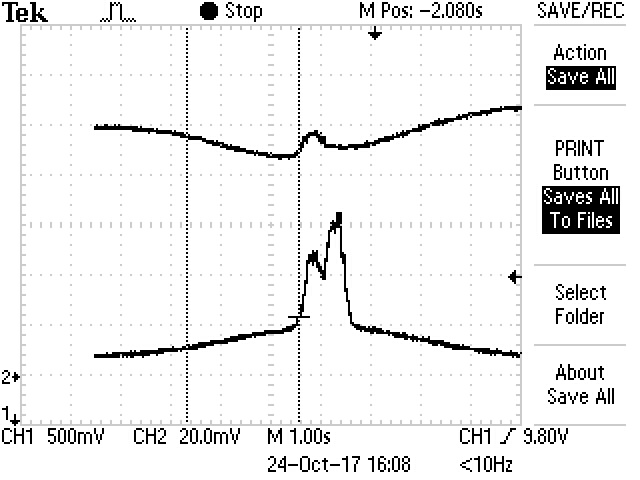 Tek
Stop
M Pos: -2.080s
SAVE/REC
Action
Save All
PRINT
Button
Saves All
To Files
Select
Folder
About
Save All
2
1
CH1 500mV
CH2 20.0mV
M 1.00s
CH1 9.80V
24-Oct-17 16:08
<10Hz